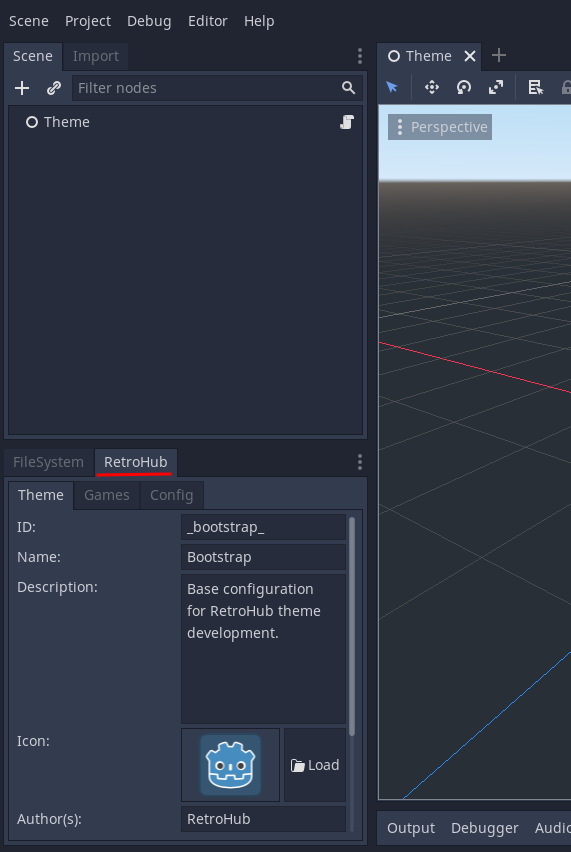 Scene Project Debug Editor Help
Scene Import
Filter nodes
Theme
Theme
Perspective
FileSystem RetroHub
Theme Games Config
ID: _bootstrap_
Name: Bootstrap
Description: Base configuration
for RetroHub theme
development.
Icon: Load
Author(s): RetroHub
Output Debugger Audio